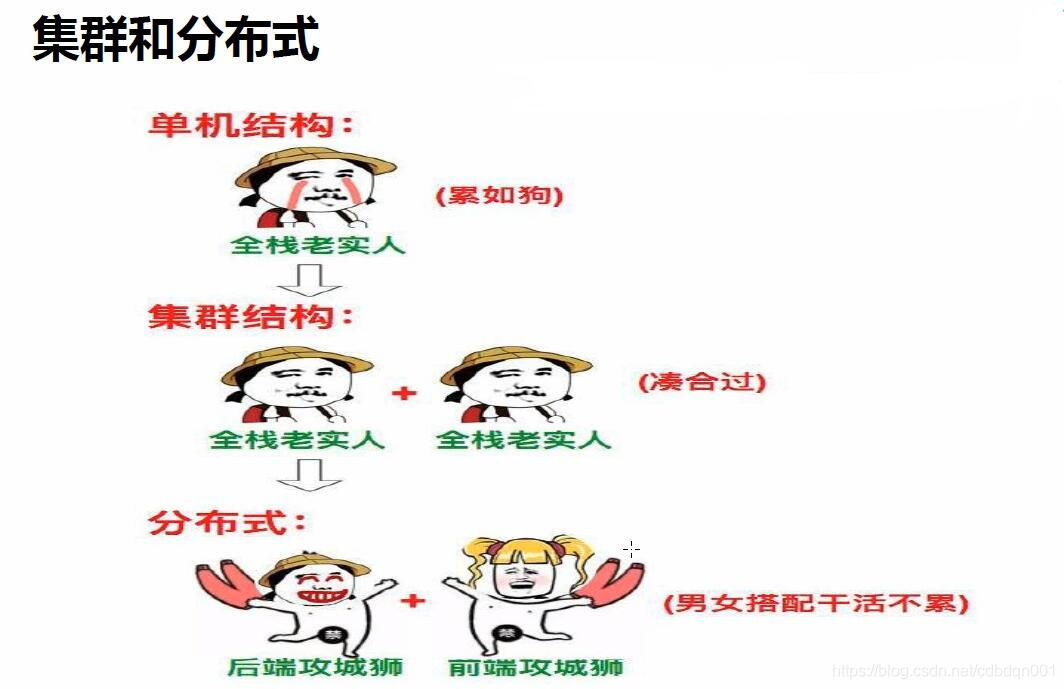 集群和分布式
单机结构：
(累如狗)
全栈老实人
集群结构：
+
(凑合过)
全栈老实人 全栈老实人
分布式：
+
禁 禁
(男女搭配干活不累)
后端攻城狮 前端攻城狮
https://blog.csdn.net/cdbdqn001